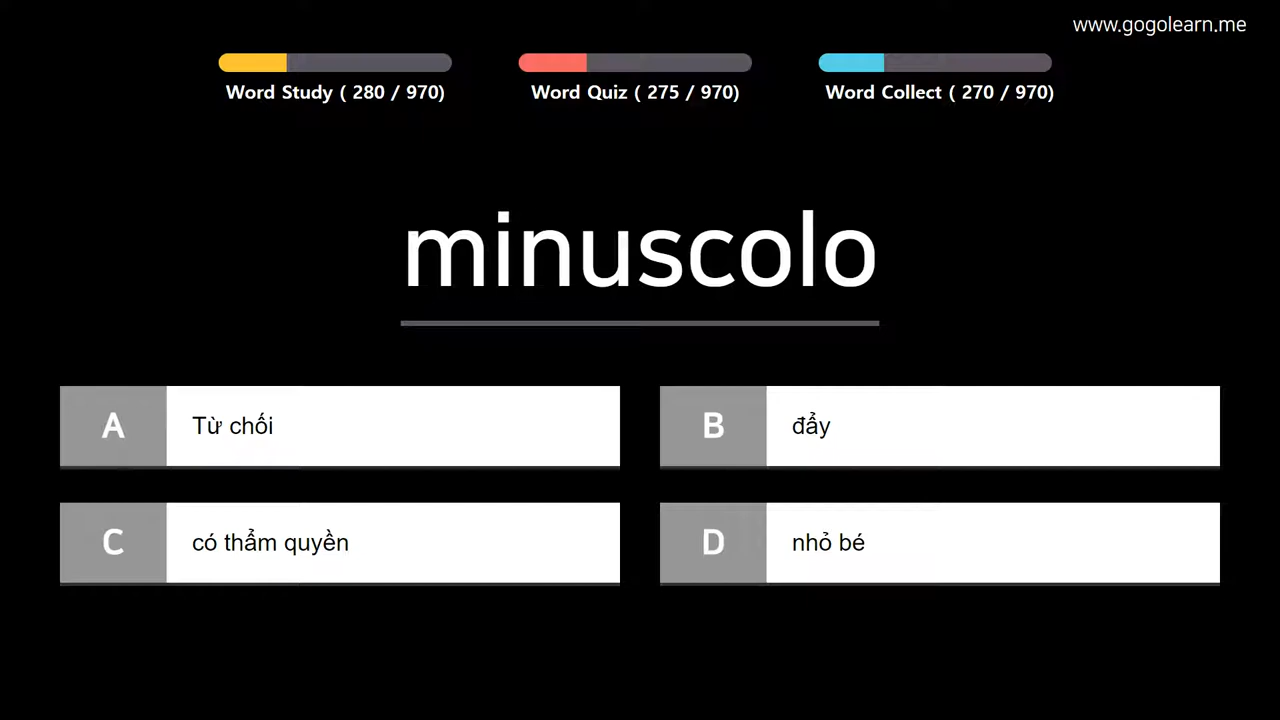 www.gogolearn.me
Word Study ( 280 / 970)
Word Quiz ( 275 / 970)
Word Collect ( 270 / 970)
minuscolo
A Từ chối
B đẩy
C có thẩm quyền
D nhỏ bé